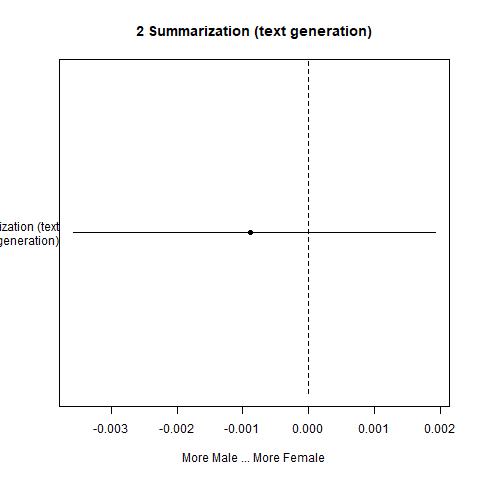 2 Summarization (text generation)
ization (text
generation)
-0.003 -0.002 -0.001 0.000 0.001 0.002
More Male ... More Female